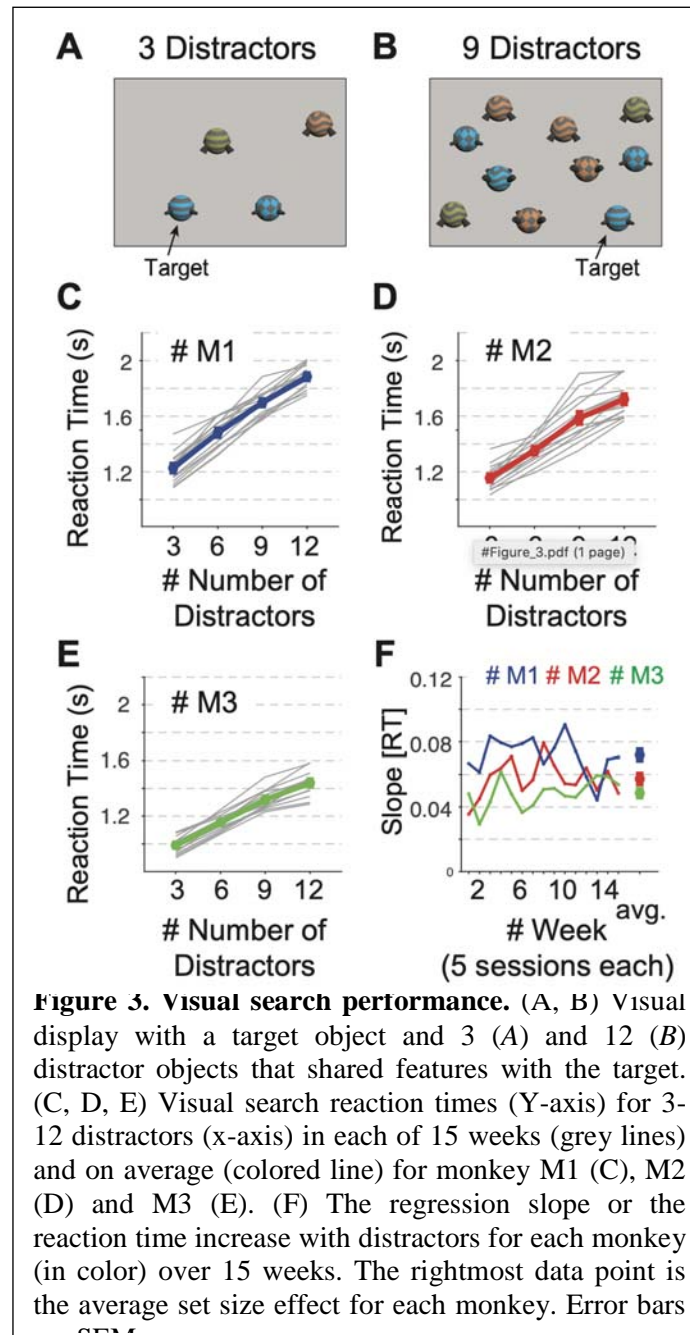 A 3 Distractors
B 9 Distractors
Target
Target
C
D
Reaction Time (s)
2
1.6
1.2
# M1
3 6 9 12
# Number of
Distractors
Reaction Time (s)
2
1.6
1.2
# M2
#Figure_3.pdf (1 page)
# Number of
Distractors
E
F
Reaction Time (s)
2
1.6
1.2
# M3
3 6 9 12
# Number of
Distractors
# M1 # M2 # M3
Slope [RT]
0.12
0.08
0.04
0
2 6 10 14 avg.
# Week
(5 sessions each)
Figure 3. Visual search performance. (A, B) Visual
display with a target object and 3 (A) and 12 (B)
distractor objects that shared features with the target.
(C, D, E) Visual search reaction times (Y-axis) for 3-
12 distractors (x-axis) in each of 15 weeks (grey lines)
and on average (colored line) for monkey M1 (C), M2
(D) and M3 (E). (F) The regression slope or the
reaction time increase with distractors for each monkey
(in color) over 15 weeks. The rightmost data point is
the average set size effect for each monkey. Error bars
SEM